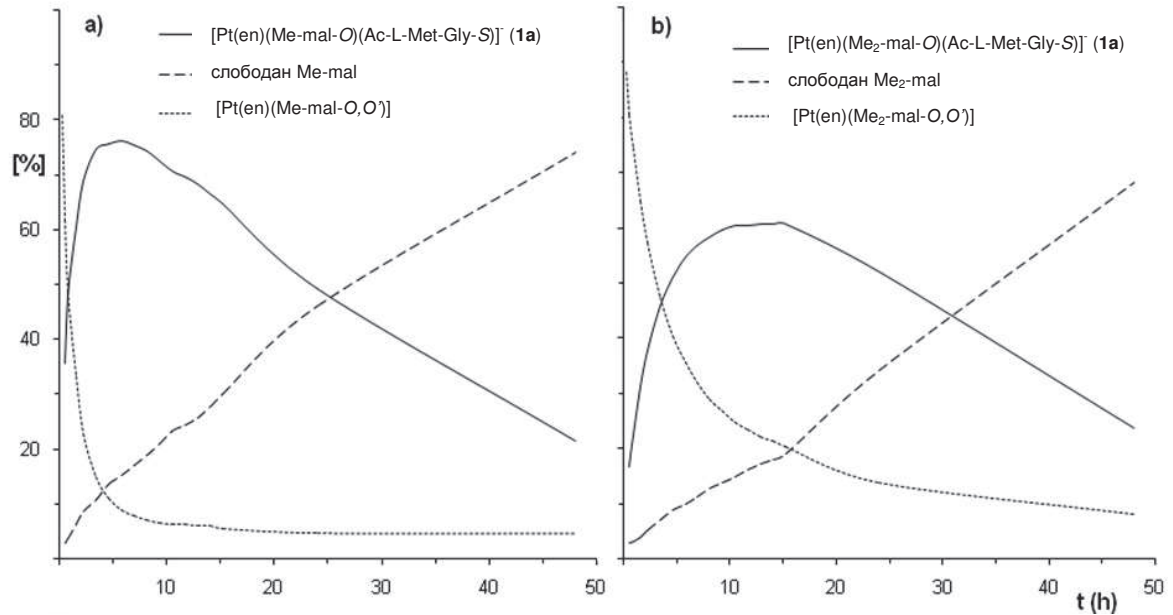 a)
[Pt(en)(Me-mal-O)(Ac-L-Met-Gly-S)]⁻ (1a)
слободан Me-mal
[Pt(en)(Me-mal-O,O')]
80
[%]
60
40
20
10
20
30
40
50
b)
[Pt(en)(Me₂-mal-O)(Ac-L-Met-Gly-S)]⁻ (1a)
слободан Me₂-mal
[Pt(en)(Me₂-mal-O,O')]
10
20
30
40
50
t (h)